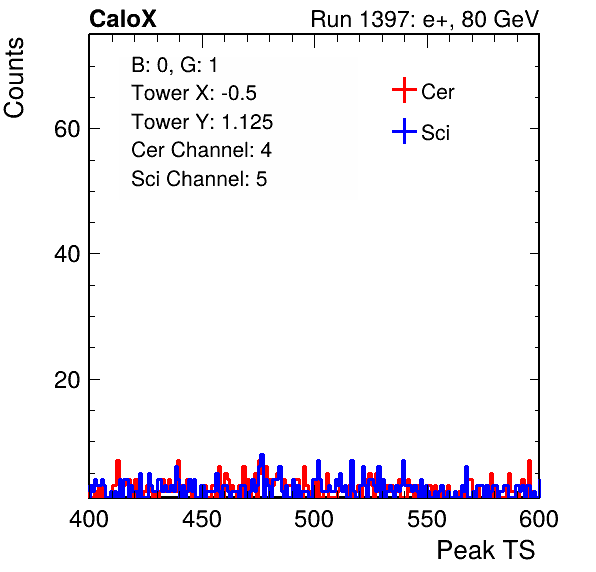 CaloX Run 1397: e+, 80 GeV
Counts
B: 0, G: 1
Tower X: -0.5
Tower Y: 1.125
Cer Channel: 4
Sci Channel: 5
Cer
Sci
60
40
20
400 450 500 550 600
Peak TS